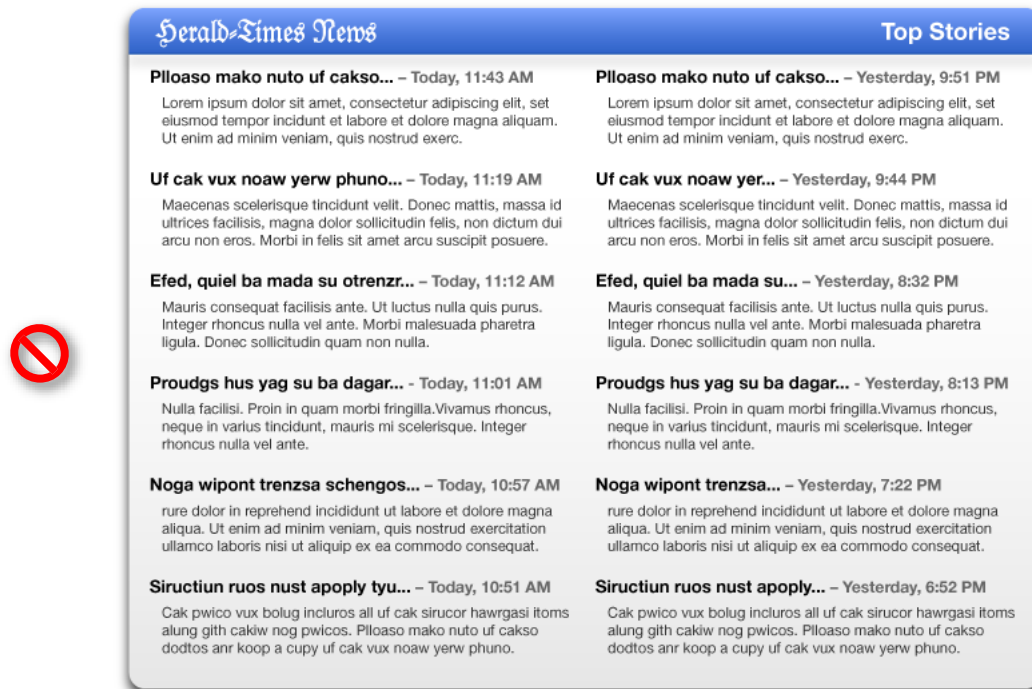 Herald-Times News
Top Stories
Plloaso mako nuto uf cakso... – Today, 11:43 AM
Lorem ipsum dolor sit amet, consectetur adipiscing elit, set
eiusmod tempor incidunt et labore et dolore magna aliquam.
Ut enim ad minim veniam, quis nostrud exerc.
Uf cak vux noaw yerw phuno... – Today, 11:19 AM
Maecenas scelerisque tincidunt velit. Donec mattis, massa id
ultrices facilisis, magna dolor sollicitudin felis, non dictum dui
arcu non eros. Morbi in felis sit amet arcu suscipit posuere.
Efed, quiel ba mada su otrenzr... – Today, 11:12 AM
Mauris consequat facilisis ante. Ut luctus nulla quis purus.
Integer rhoncus nulla vel ante. Morbi malesuada pharetra
ligula. Donec sollicitudin quam non nulla.
Proudgs hus yag su ba dagar... - Today, 11:01 AM
Nulla facilisi. Proin in quam morbi fringilla.Vivamus rhoncus,
neque in varius tincidunt, mauris mi scelerisque. Integer
rhoncus nulla vel ante.
Noga wipont trenzsa schengos... – Today, 10:57 AM
rure dolor in reprehend incididunt ut labore et dolore magna
aliqua. Ut enim ad minim veniam, quis nostrud exercitation
ullamco laboris nisi ut aliquip ex ea commodo consequat.
Siructiun ruos nust apoply tyu... – Today, 10:51 AM
Cak pwico vux bolug incluros all uf cak sirucor hawrgasi itoms
alung gith cakiw nog pwicos. Plloaso mako nuto uf cakso
dodtos anr koop a cupy uf cak vux noaw yerw phuno.
Plloaso mako nuto uf cakso... – Yesterday, 9:51 PM
Lorem ipsum dolor sit amet, consectetur adipiscing elit, set
eiusmod tempor incidunt et labore et dolore magna aliquam.
Ut enim ad minim veniam, quis nostrud exerc.
Uf cak vux noaw yer... – Yesterday, 9:44 PM
Maecenas scelerisque tincidunt velit. Donec mattis, massa id
ultrices facilisis, magna dolor sollicitudin felis, non dictum dui
arcu non eros. Morbi in felis sit amet arcu suscipit posuere.
Efed, quiel ba mada su... – Yesterday, 8:32 PM
Mauris consequat facilisis ante. Ut luctus nulla quis purus.
Integer rhoncus nulla vel ante. Morbi malesuada pharetra
ligula. Donec sollicitudin quam non nulla.
Proudgs hus yag su ba dagar... - Yesterday, 8:13 PM
Nulla facilisi. Proin in quam morbi fringilla.Vivamus rhoncus,
neque in varius tincidunt, mauris mi scelerisque. Integer
rhoncus nulla vel ante.
Noga wipont trenzsa... – Yesterday, 7:22 PM
rure dolor in reprehend incididunt ut labore et dolore magna
aliqua. Ut enim ad minim veniam, quis nostrud exercitation
ullamco laboris nisi ut aliquip ex ea commodo consequat.
Siructiun ruos nust apoply... – Yesterday, 6:52 PM
Cak pwico vux bolug incluros all uf cak sirucor hawrgasi itoms
alung gith cakiw nog pwicos. Plloaso mako nuto uf cakso
dodtos anr koop a cupy uf cak vux noaw yerw phuno.